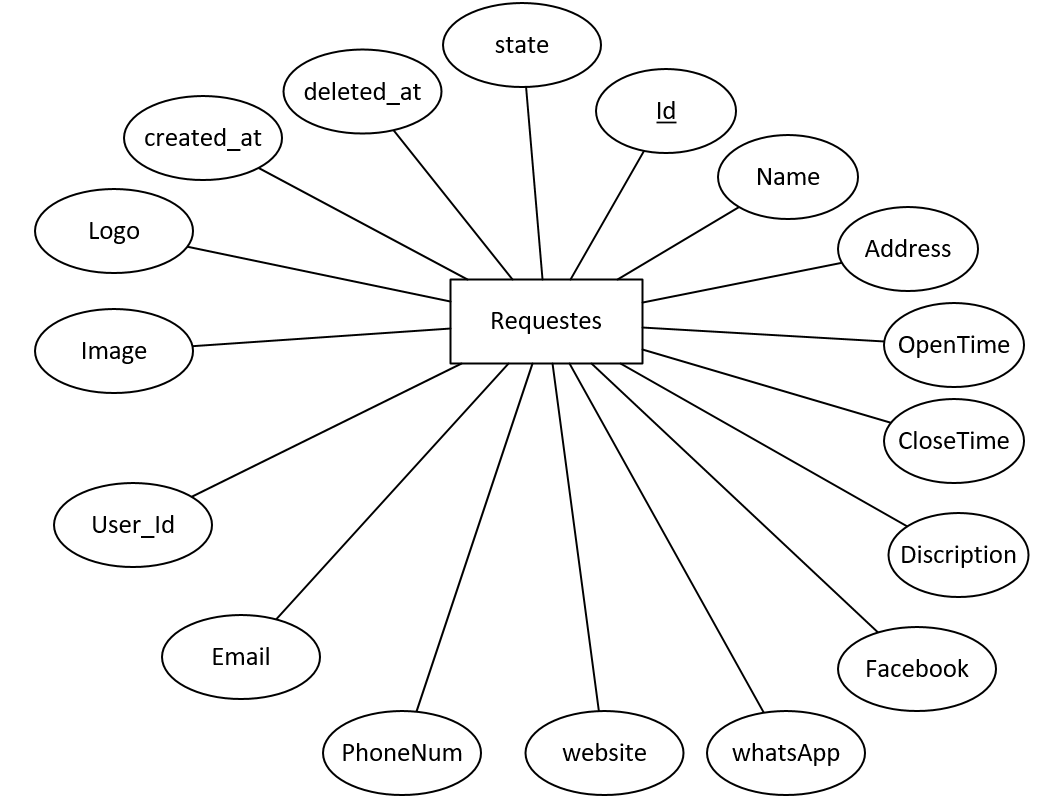 state
deleted_at
Id
created_at
Name
Logo
Address
Requestes
OpenTime
Image
CloseTime
User_Id
Discription
Email
Facebook
PhoneNum
website
whatsApp